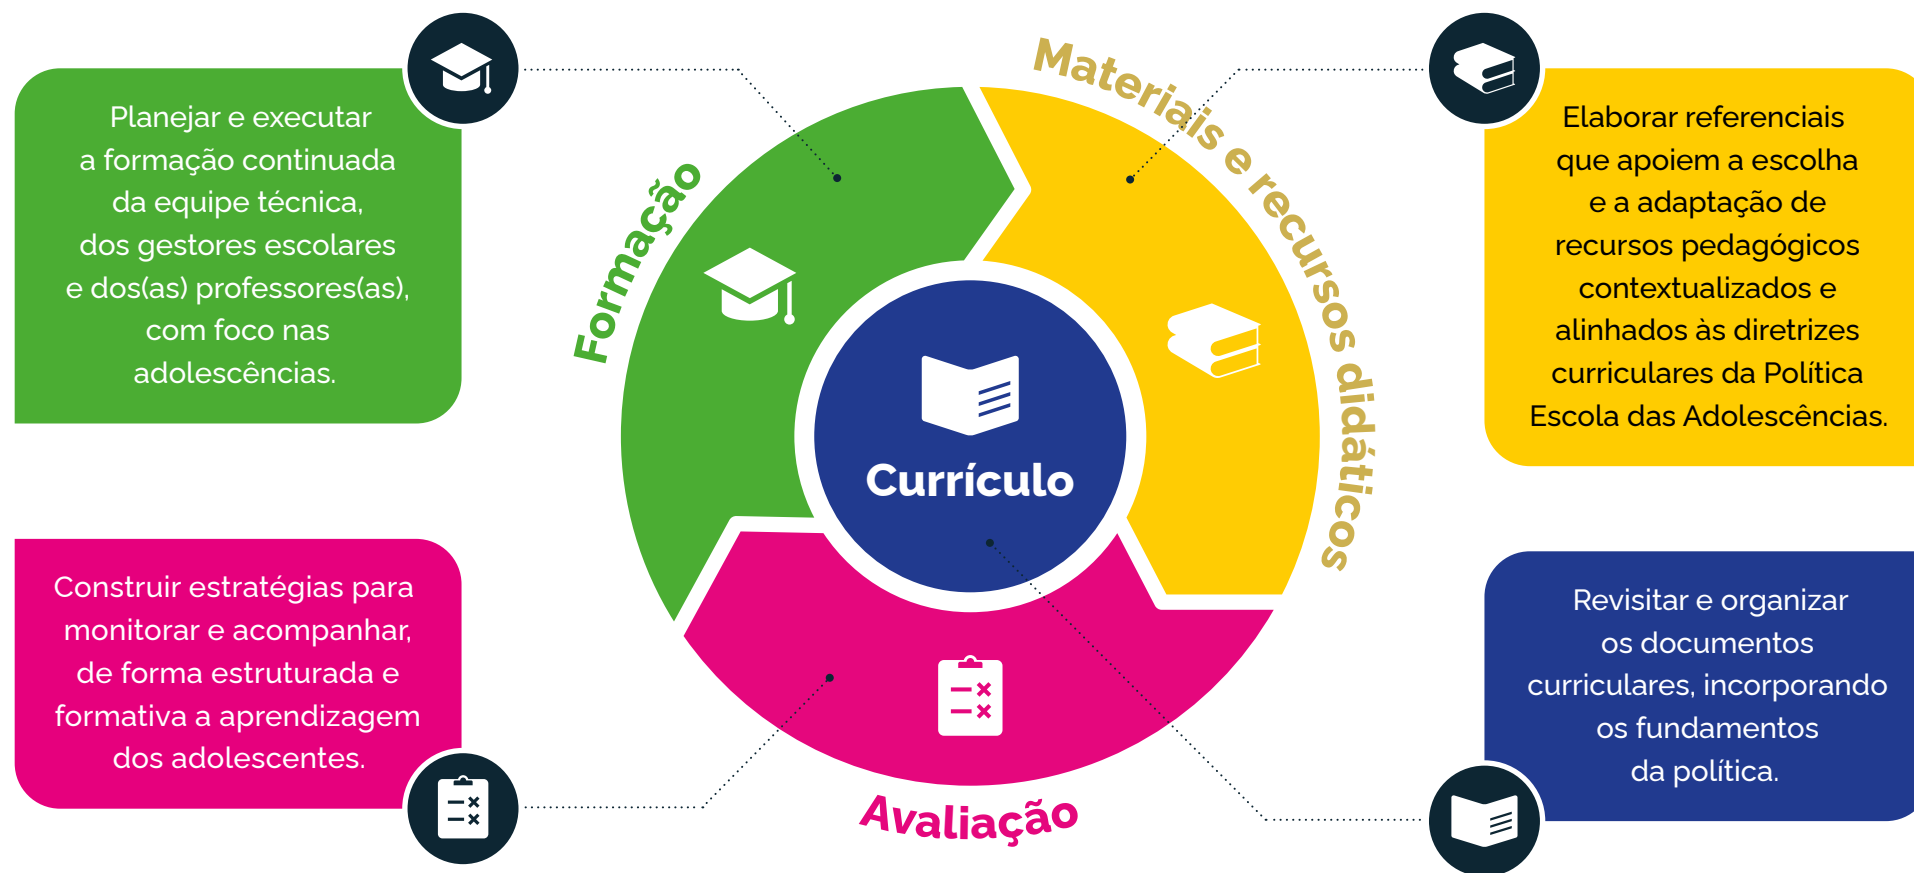 Planejar e executar
a formação continuada
da equipe técnica,
dos gestores escolares
e dos(as) professores(as),
com foco nas
adolescências.
Formação
Materiais e recursos didáticos
Elaborar referenciais
que apoiem a escolha
e a adaptação de
recursos pedagógicos
contextualizados e
alinhados às diretrizes
curriculares da Política
Escola das Adolescências.
Currículo
Construir estratégias para
monitorar e acompanhar,
de forma estruturada e
formativa a aprendizagem
dos adolescentes.
Avaliação
Revisitar e organizar
os documentos
curriculares, incorporando
os fundamentos
da política.